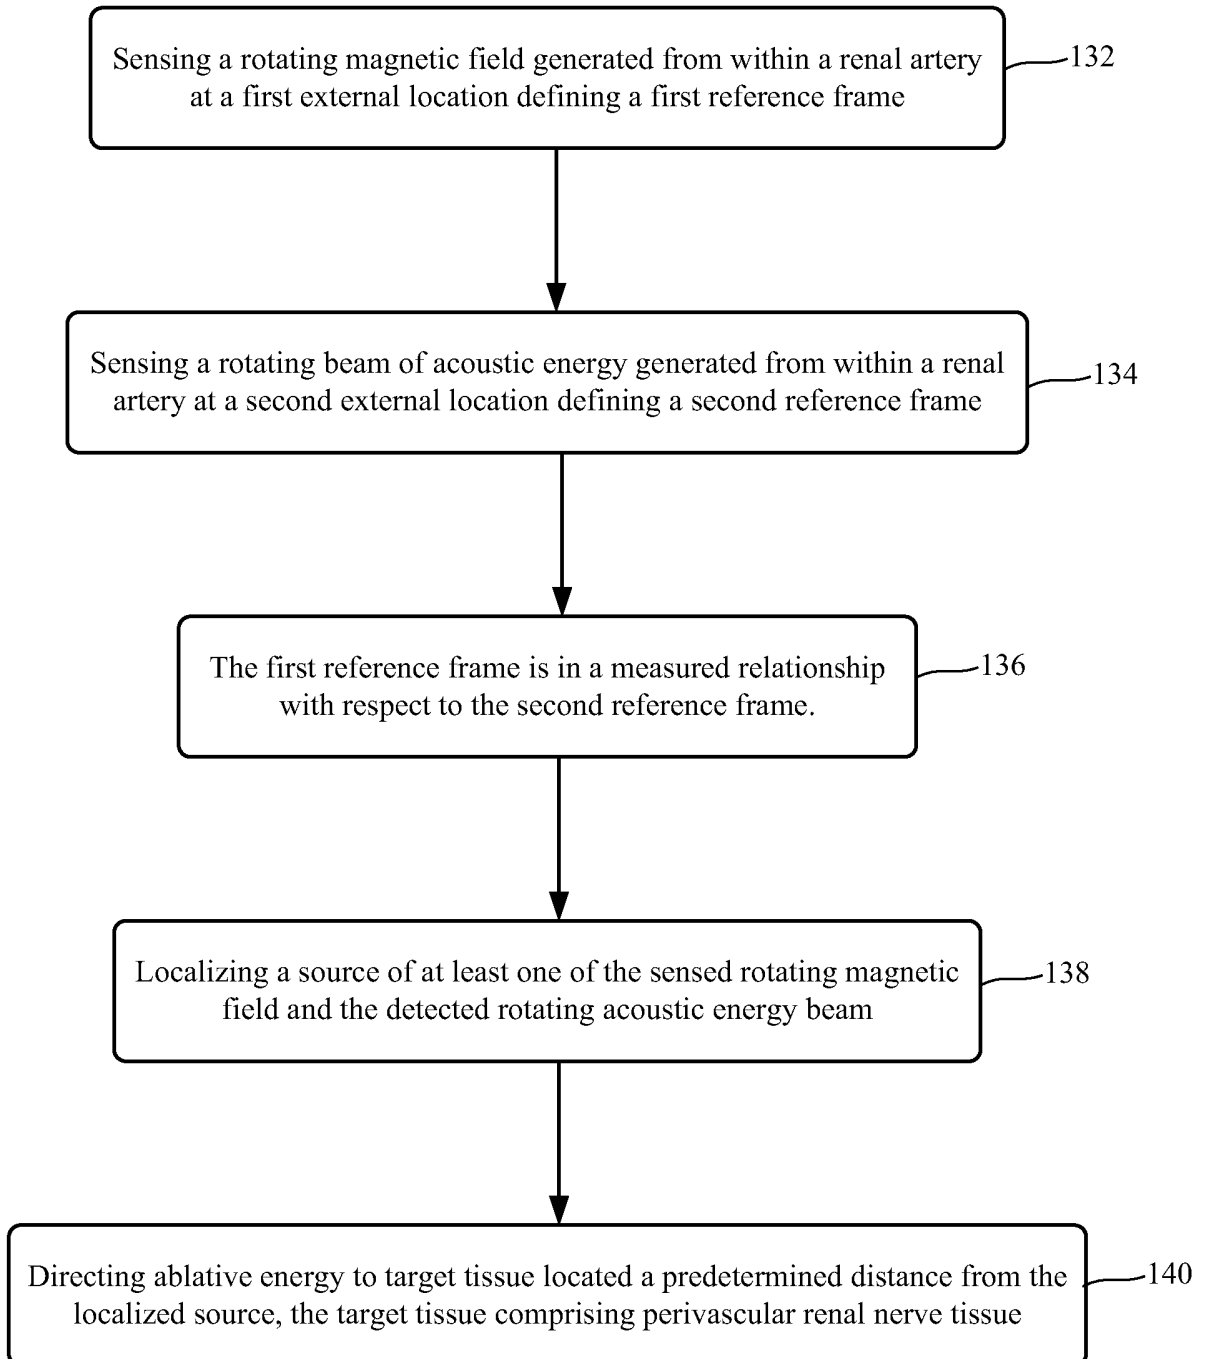 Sensing a rotating magnetic field generated from within a renal artery
at a first external location defining a first reference frame
132
Sensing a rotating beam of acoustic energy generated from within a renal
artery at a second external location defining a second reference frame
134
The first reference frame is in a measured relationship
with respect to the second reference frame.
136
Localizing a source of at least one of the sensed rotating magnetic
field and the detected rotating acoustic energy beam
138
Directing ablative energy to target tissue located a predetermined distance from the
localized source, the target tissue comprising perivascular renal nerve tissue
140